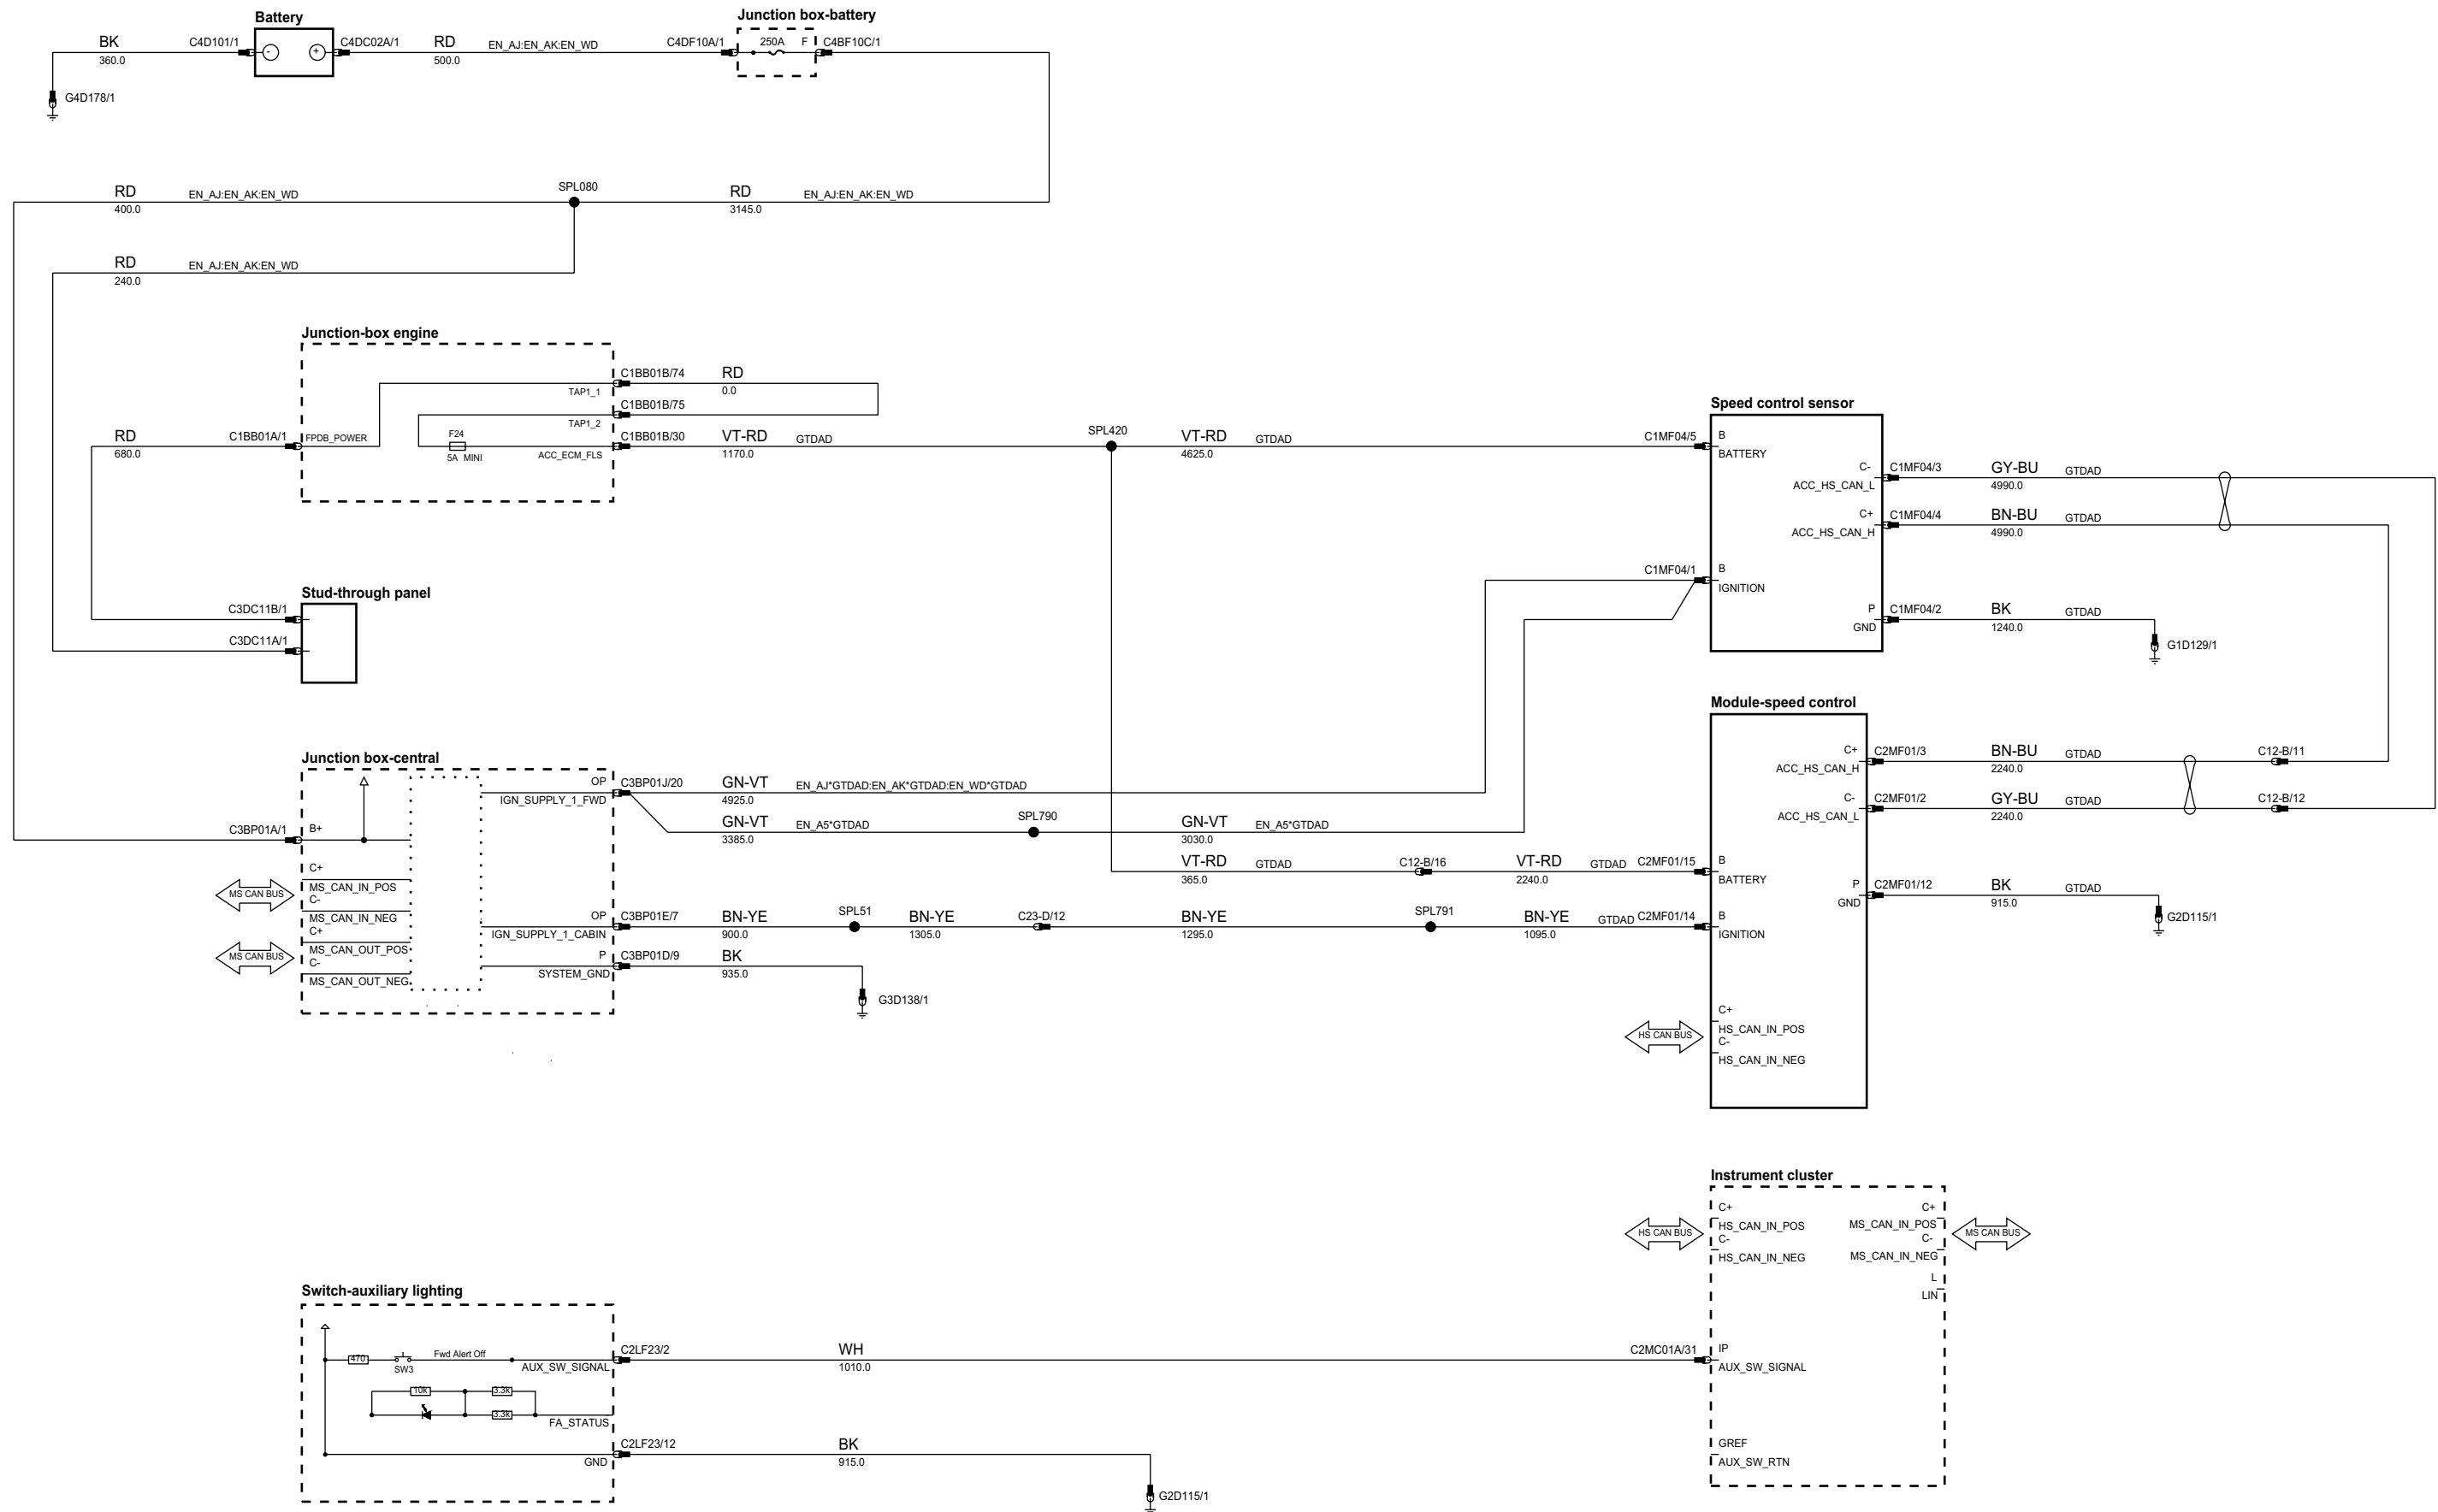 Battery
Junction box-battery
BK
C4D101/1
-
+
C4DC02A/1
RD
EN_AJ:EN_AK:EN_WD
C4DF10A/1
250A
F
C4BF10C/1
360.0
500.0
G4D178/1
RD
EN_AJ:EN_AK:EN_WD
SPL080
RD
EN_AJ:EN_AK:EN_WD
400.0
3145.0
RD
EN_AJ:EN_AK:EN_WD
240.0
Junction-box engine
C1BB01B/74
RD
TAP1_1
0.0
C1BB01B/75
TAP1_2
RD
C1BB01A/1
FPDB_POWER
F24
C1BB01B/30
VT-RD
GTDAD
SPL420
VT-RD
GTDAD
680.0
5A MINI
ACC_ECM_FLS
1170.0
4625.0
Speed control sensor
C1MF04/5
B
BATTERY
C-
C1MF04/3
GY-BU
GTDAD
ACC_HS_CAN_L
4990.0
C+
C1MF04/4
BN-BU
GTDAD
ACC_HS_CAN_H
4990.0
C1MF04/1
B
IGNITION
P
C1MF04/2
BK
GTDAD
GND
1240.0
G1D129/1
Stud-through panel
C3DC11B/1
C3DC11A/1
Module-speed control
C+
C2MF01/3
BN-BU
GTDAD
C12-B/11
ACC_HS_CAN_H
2240.0
C-
C2MF01/2
GY-BU
GTDAD
C12-B/12
ACC_HS_CAN_L
2240.0
Junction box-central
OP
C3BP01J/20
GN-VT
EN_AJ*GTDAD:EN_AK*GTDAD:EN_WD*GTDAD
IGN_SUPPLY_1_FWD
4925.0
GN-VT
EN_A5*GTDAD
SPL790
GN-VT
EN_A5*GTDAD
3385.0
3030.0
C3BP01A/1
B+
VT-RD
GTDAD
C12-B/16
VT-RD
GTDAD
C2MF01/15
B
BATTERY
365.0
2240.0
P
C2MF01/12
BK
GTDAD
GND
915.0
G2D115/1
C+
MS CAN BUS
MS_CAN_IN_POS
C-
MS_CAN_IN_NEG
OP
C3BP01E/7
BN-YE
SPL51
BN-YE
C23-D/12
BN-YE
SPL791
BN-YE
GTDAD
C2MF01/14
B
IGNITION
IGN_SUPPLY_1_CABIN
900.0
1305.0
1295.0
1095.0
C+
MS_CAN_OUT_POS
MS CAN BUS
C-
MS_CAN_OUT_NEG
P
C3BP01D/9
BK
SYSTEM_GND
935.0
G3D138/1
C+
HS CAN BUS
HS_CAN_IN_POS
C-
HS_CAN_IN_NEG
Instrument cluster
C+
HS CAN BUS
HS_CAN_IN_POS
C-
HS_CAN_IN_NEG
C+
MS_CAN_IN_POS
MS CAN BUS
C-
MS_CAN_IN_NEG
L
LIN
Switch-auxiliary lighting
470
SW3
Fwd Alert Off
C2LF23/2
WH
C2MC01A/31
IP
AUX_SW_SIGNAL
1010.0
AUX_SW_SIGNAL
10k
3.3k
3.3k
FA_STATUS
C2LF23/12
BK
GREF
GND
915.0
AUX_SW_RTN
G2D115/1